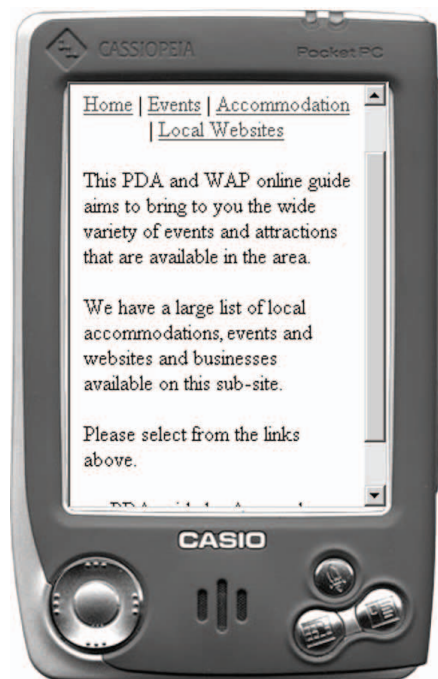 CASSIOPEIA
Pocket PC
Home | Events | Accommodation
| Local Websites
This PDA and WAP online guide
aims to bring to you the wide
variety of events and attractions
that are available in the area.
We have a large list of local
accommodations, events and
websites and businesses
available on this sub-site.
Please select from the links
above.
CASIO